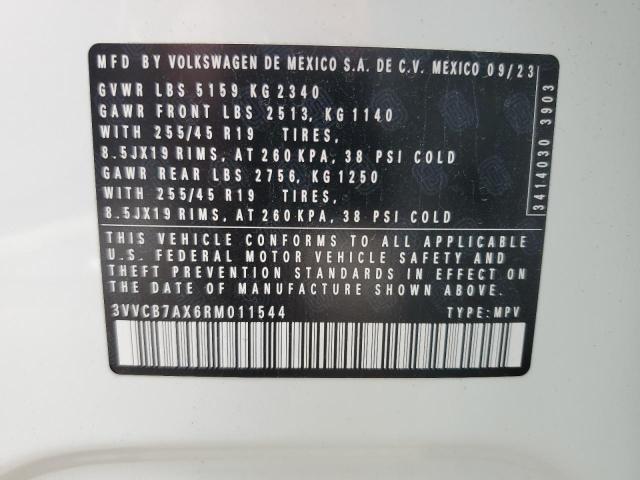 MFD BY VOLKSWAGEN DE MEXICO S.A. DE C.V. MEXICO 09/23
GVWR LBS 5159 KG 2340
GAWR FRONT LBS 2513, KG 1140
WITH 255/45 R19 TIRES,
8.5JX19 RIMS, AT 260 KPA, 38 PSI COLD
GAWR REAR LBS 2756, KG 1250
WITH 255/45 R19 TIRES,
8.5JX19 RIMS, AT 260 KPA, 38 PSI COLD
THIS VEHICLE CONFORMS TO ALL APPLICABLE
U.S. FEDERAL MOTOR VEHICLE SAFETY AND
THEFT PREVENTION STANDARDS IN EFFECT ON
THE DATE OF MANUFACTURE SHOWN ABOVE
3VVCB7AX6RM011544 TYPE: MPV
3414030 3903